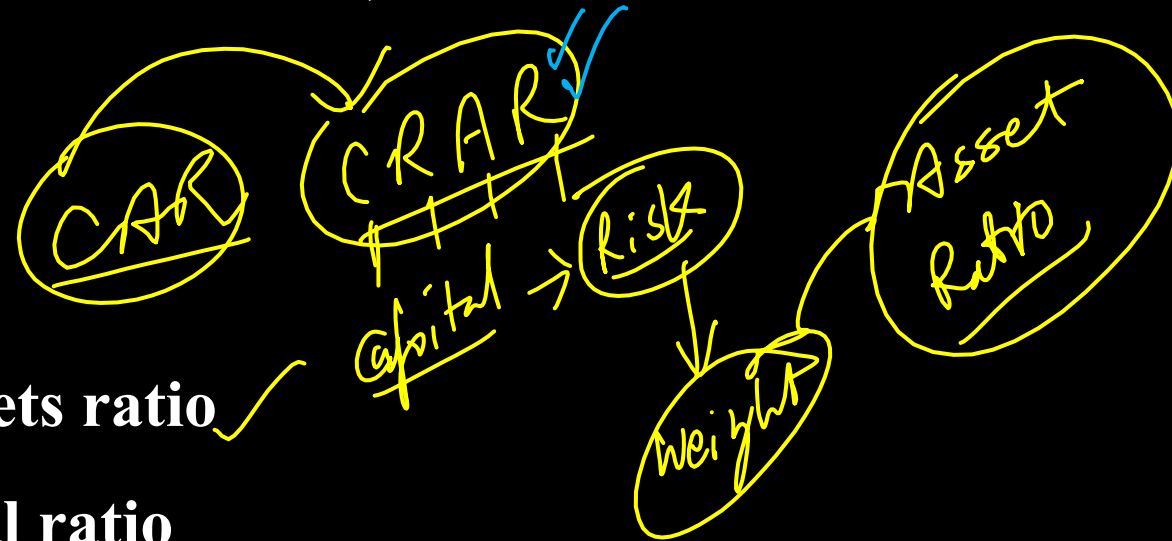 CAR
CRAR
Capital
Risk
Weight
Asset
Ratio
ets ratio
l ratio